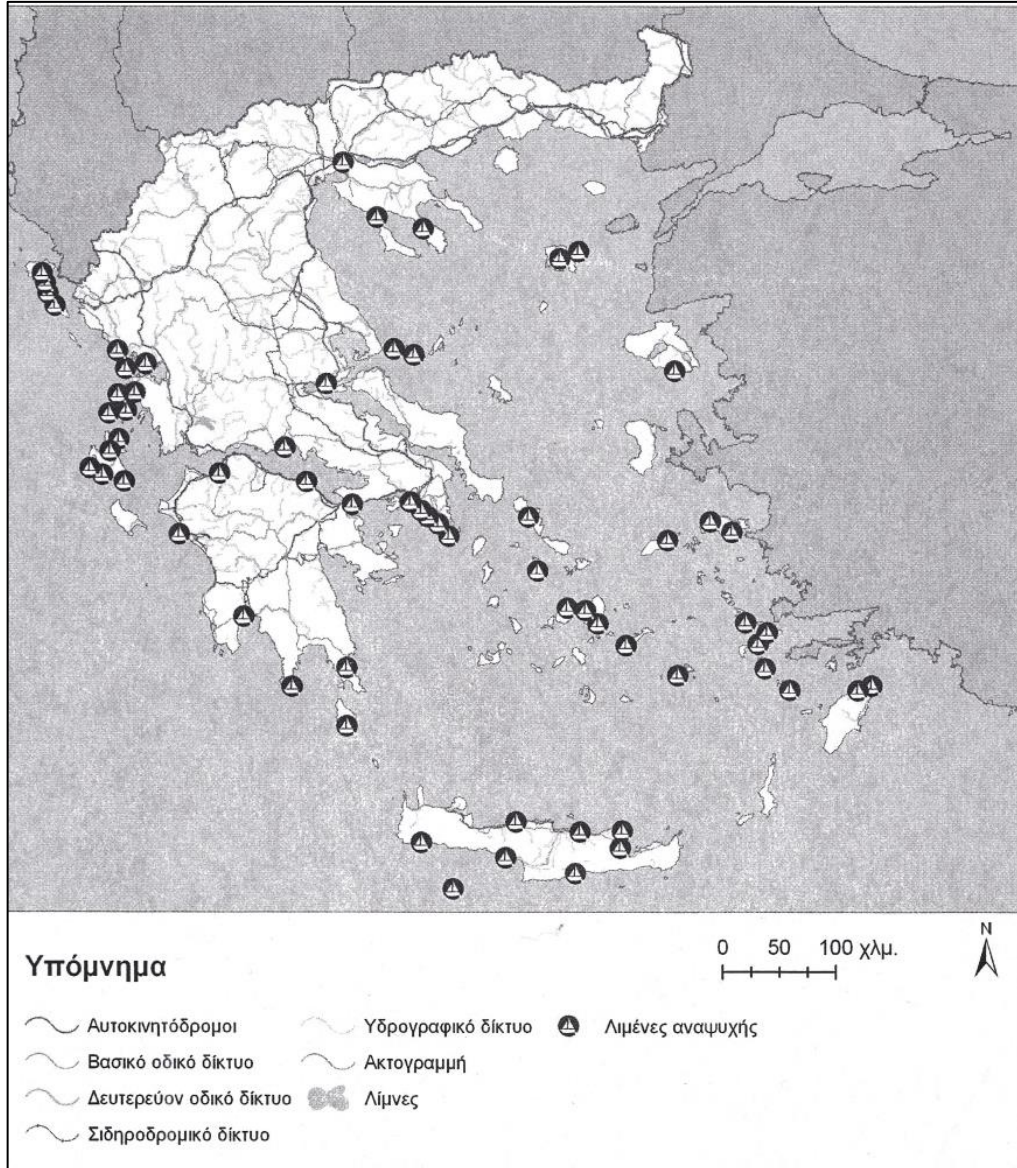 0 50 100 χλμ.
N
Υπόμνημα
Αυτοκινητόδρομοι
Υδρογραφικό δίκτυο
Λιμένες αναψυχής
Βασικό οδικό δίκτυο
Ακτογραμμή
Δευτερεύον οδικό δίκτυο
Λίμνες
Σιδηροδρομικό δίκτυο